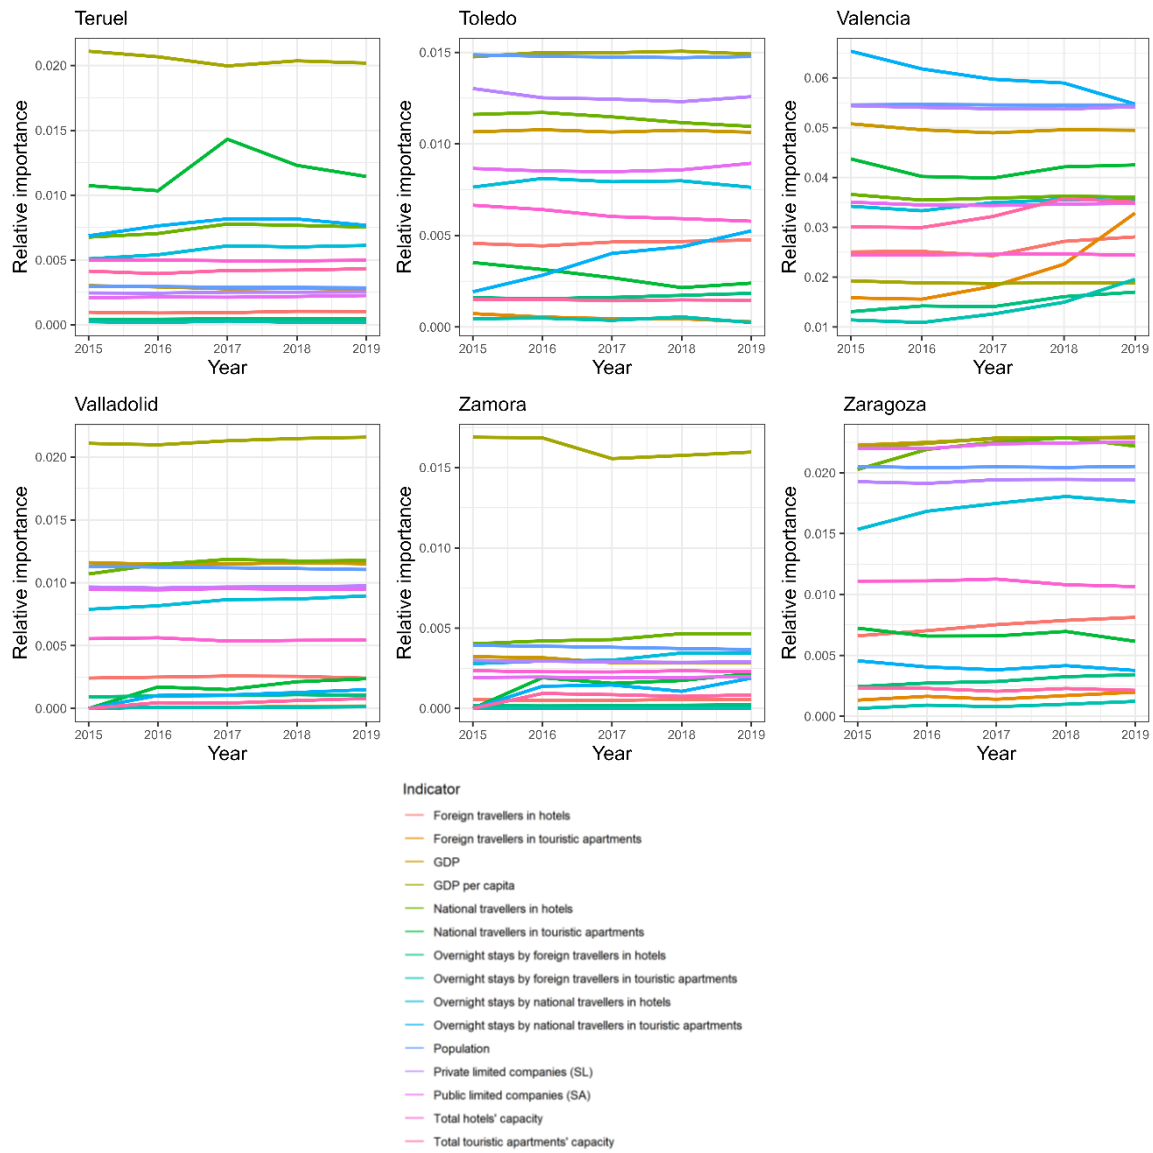 Teruel
Toledo
Valencia
Relative importance
0.020
0.015
0.010
0.005
0.000
2015 2016 2017 2018 2019
Year
Relative importance
0.015
0.010
0.005
0.000
2015 2016 2017 2018 2019
Year
Relative importance
0.06
0.05
0.04
0.03
0.02
0.01
2015 2016 2017 2018 2019
Year
Valladolid
Zamora
Zaragoza
Relative importance
0.020
0.015
0.010
0.005
0.000
2015 2016 2017 2018 2019
Year
Relative importance
0.015
0.010
0.005
0.000
2015 2016 2017 2018 2019
Year
Relative importance
0.020
0.015
0.010
0.005
0.000
2015 2016 2017 2018 2019
Year
Indicator
Foreign travellers in hotels
Foreign travellers in touristic apartments
GDP
GDP per capita
National travellers in hotels
National travellers in touristic apartments
Overnight stays by foreign travellers in hotels
Overnight stays by foreign travellers in touristic apartments
Overnight stays by national travellers in hotels
Overnight stays by national travellers in touristic apartments
Population
Private limited companies (SL)
Public limited companies (SA)
Total hotels' capacity
Total touristic apartments' capacity